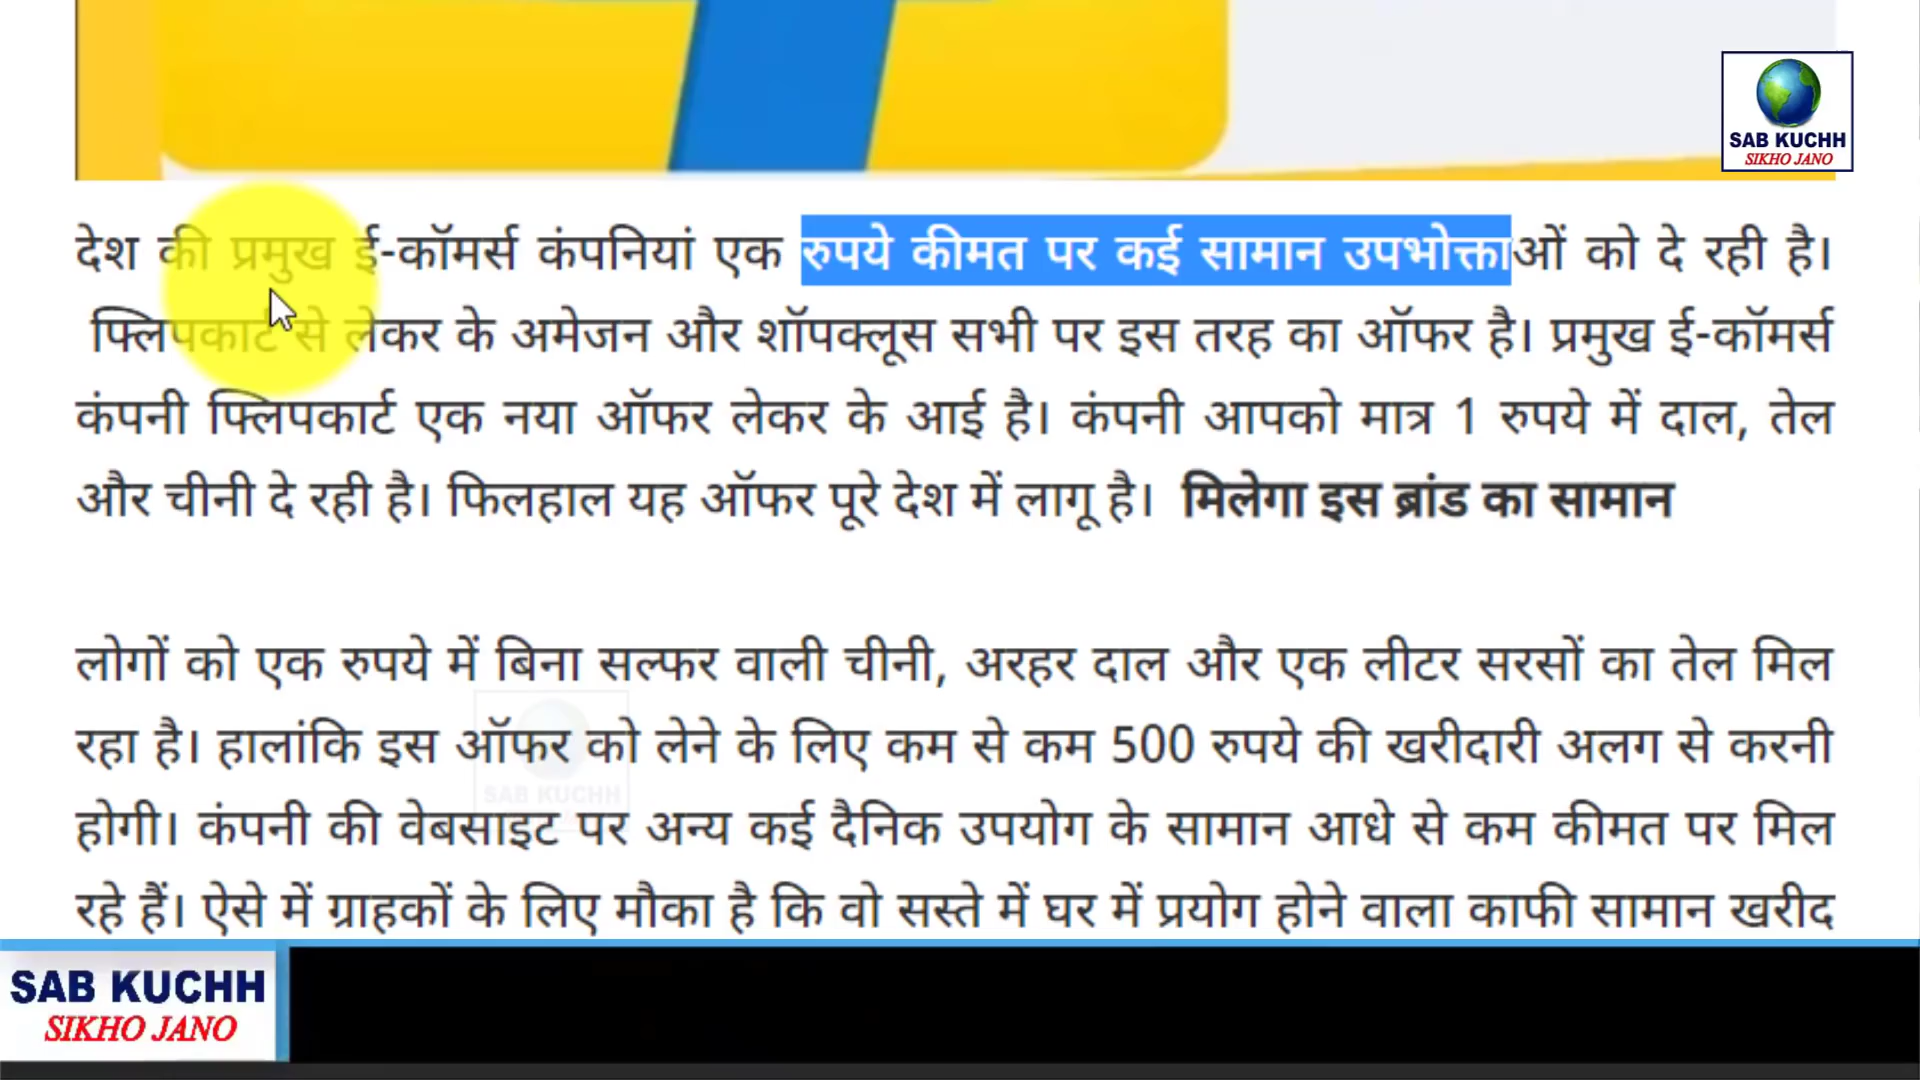 SAB KUCHH
SIKHO JANO
देश की प्रमुख ई-कॉमर्स कंपनियां एक रुपये कीमत पर कई सामान उपभोक्ताओं को दे रही है।
फ्लिपकार्ट से लेकर के अमेजन और शॉपक्लूस सभी पर इस तरह का ऑफर है। प्रमुख ई-कॉमर्स
कंपनी फ्लिपकार्ट एक नया ऑफर लेकर के आई है। कंपनी आपको मात्र 1 रुपये में दाल, तेल
और चीनी दे रही है। फिलहाल यह ऑफर पूरे देश में लागू है। मिलेगा इस ब्रांड का सामान
लोगों को एक रुपये में बिना सल्फर वाली चीनी, अरहर दाल और एक लीटर सरसों का तेल मिल
रहा है। हालांकि इस ऑफर को लेने के लिए कम से कम 500 रुपये की खरीदारी अलग से करनी
SAB KUCHH
होगी। कंपनी की वेबसाइट पर अन्य कई दैनिक उपयोग के सामान आधे से कम कीमत पर मिल
रहे हैं। ऐसे में ग्राहकों के लिए मौका है कि वो सस्ते में घर में प्रयोग होने वाला काफी सामान खरीद
SAB KUCHH
SIKHO JANO